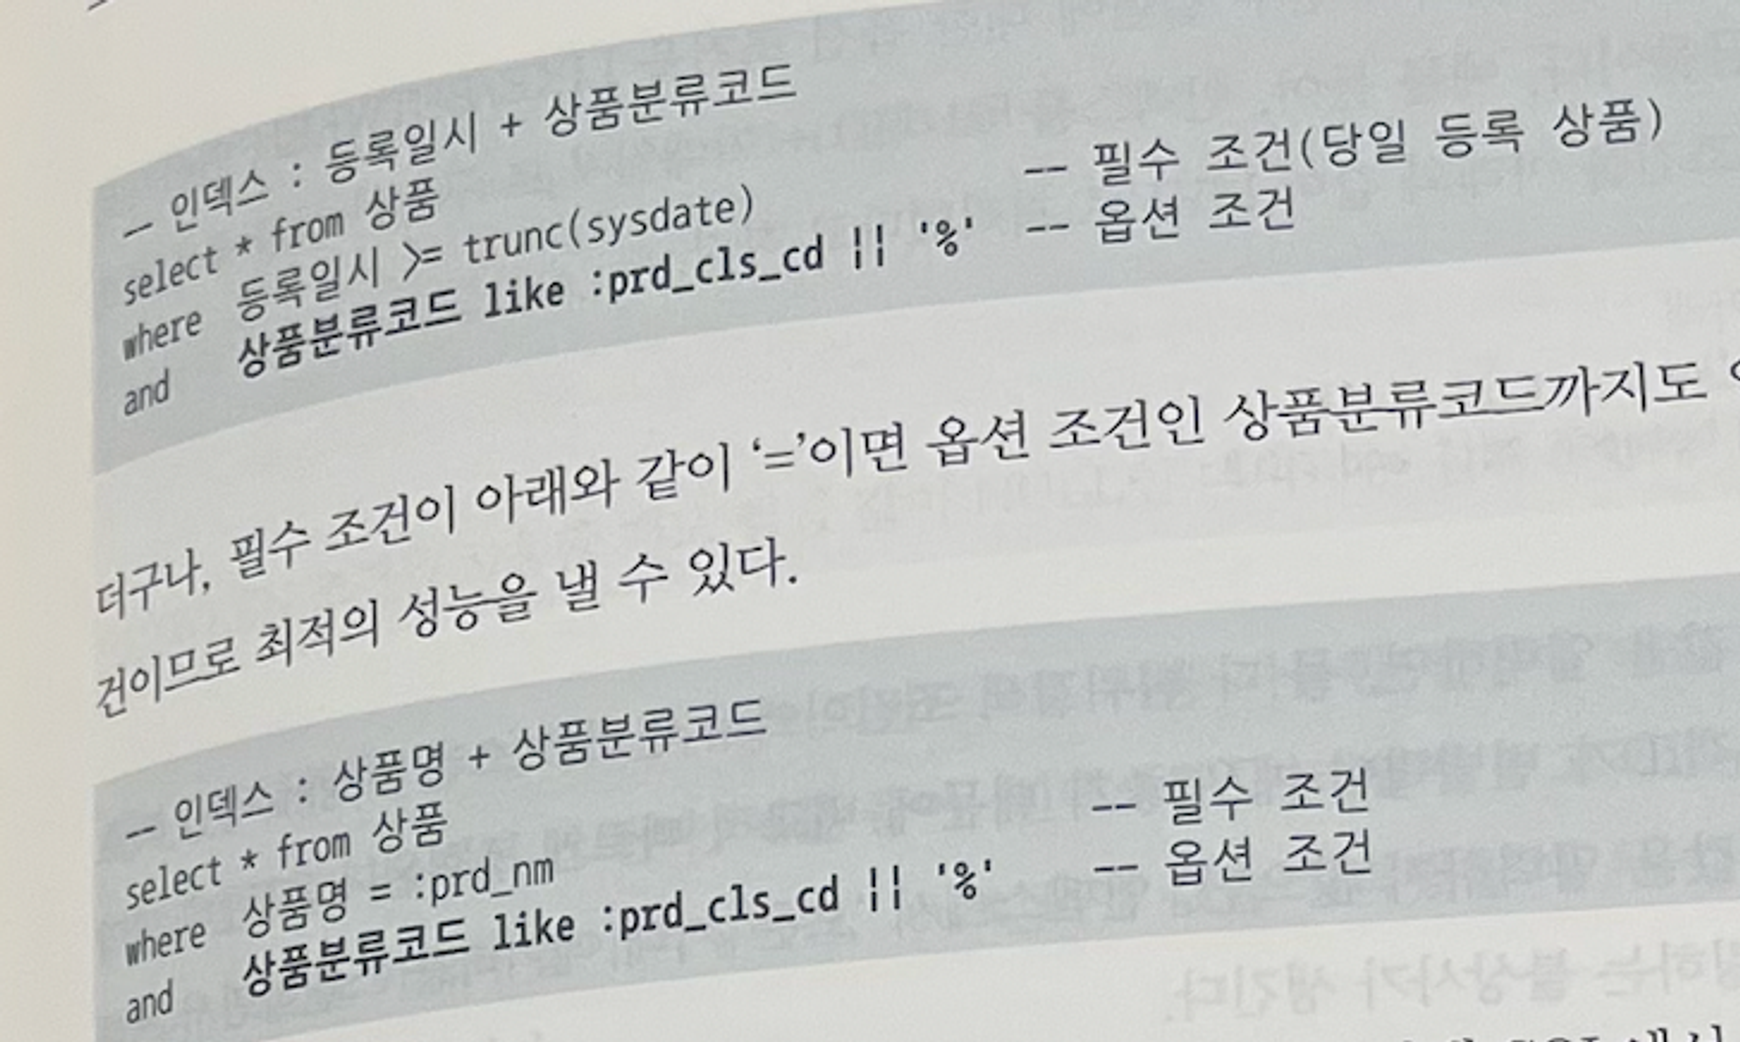 — 인덱스 : 등록일시 + 상품분류코드
select * from 상품
where 등록일시 >= trunc(sysdate) -- 필수 조건(당일 등록 상품)
and 상품분류코드 like :prd_cls_cd || '%' -- 옵션 조건
더구나, 필수 조건이 아래와 같이 ‘=’이면 옵션 조건인 상품분류코드까지도
건이므로 최적의 성능을 낼 수 있다.
— 인덱스 : 상품명 + 상품분류코드
select * from 상품
where 상품명 = :prd_nm -- 필수 조건
and 상품분류코드 like :prd_cls_cd || '%' -- 옵션 조건